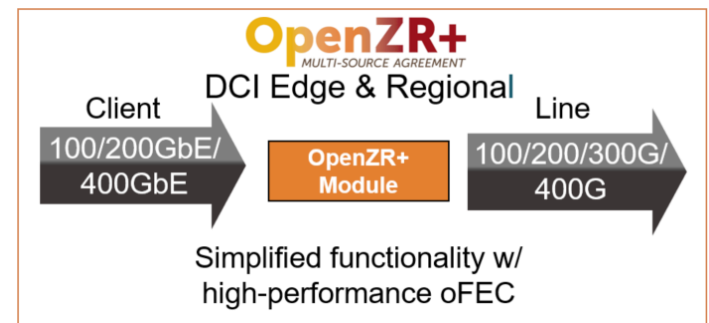 OpenZR+
MULTI-SOURCE AGREEMENT
DCI Edge & Regional
Client
100/200GbE/
400GbE
OpenZR+
Module
Line
100/200/300G/
400G
Simplified functionality w/
high-performance oFEC